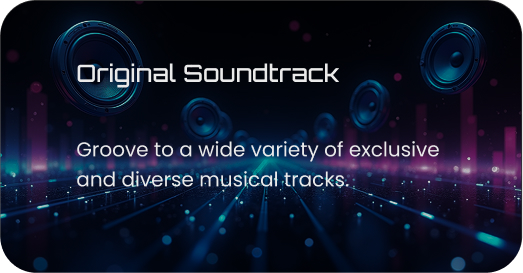 Original Soundtrack
Groove to a wide variety of exclusive
and diverse musical tracks.